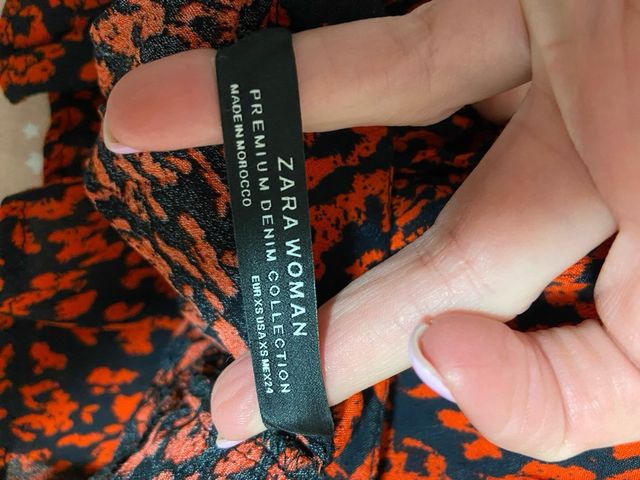 ZARA WOMAN
PREMIUM DENIM COLLECTION
MADE IN MOROCCO EUR XS USA XS MEX 24